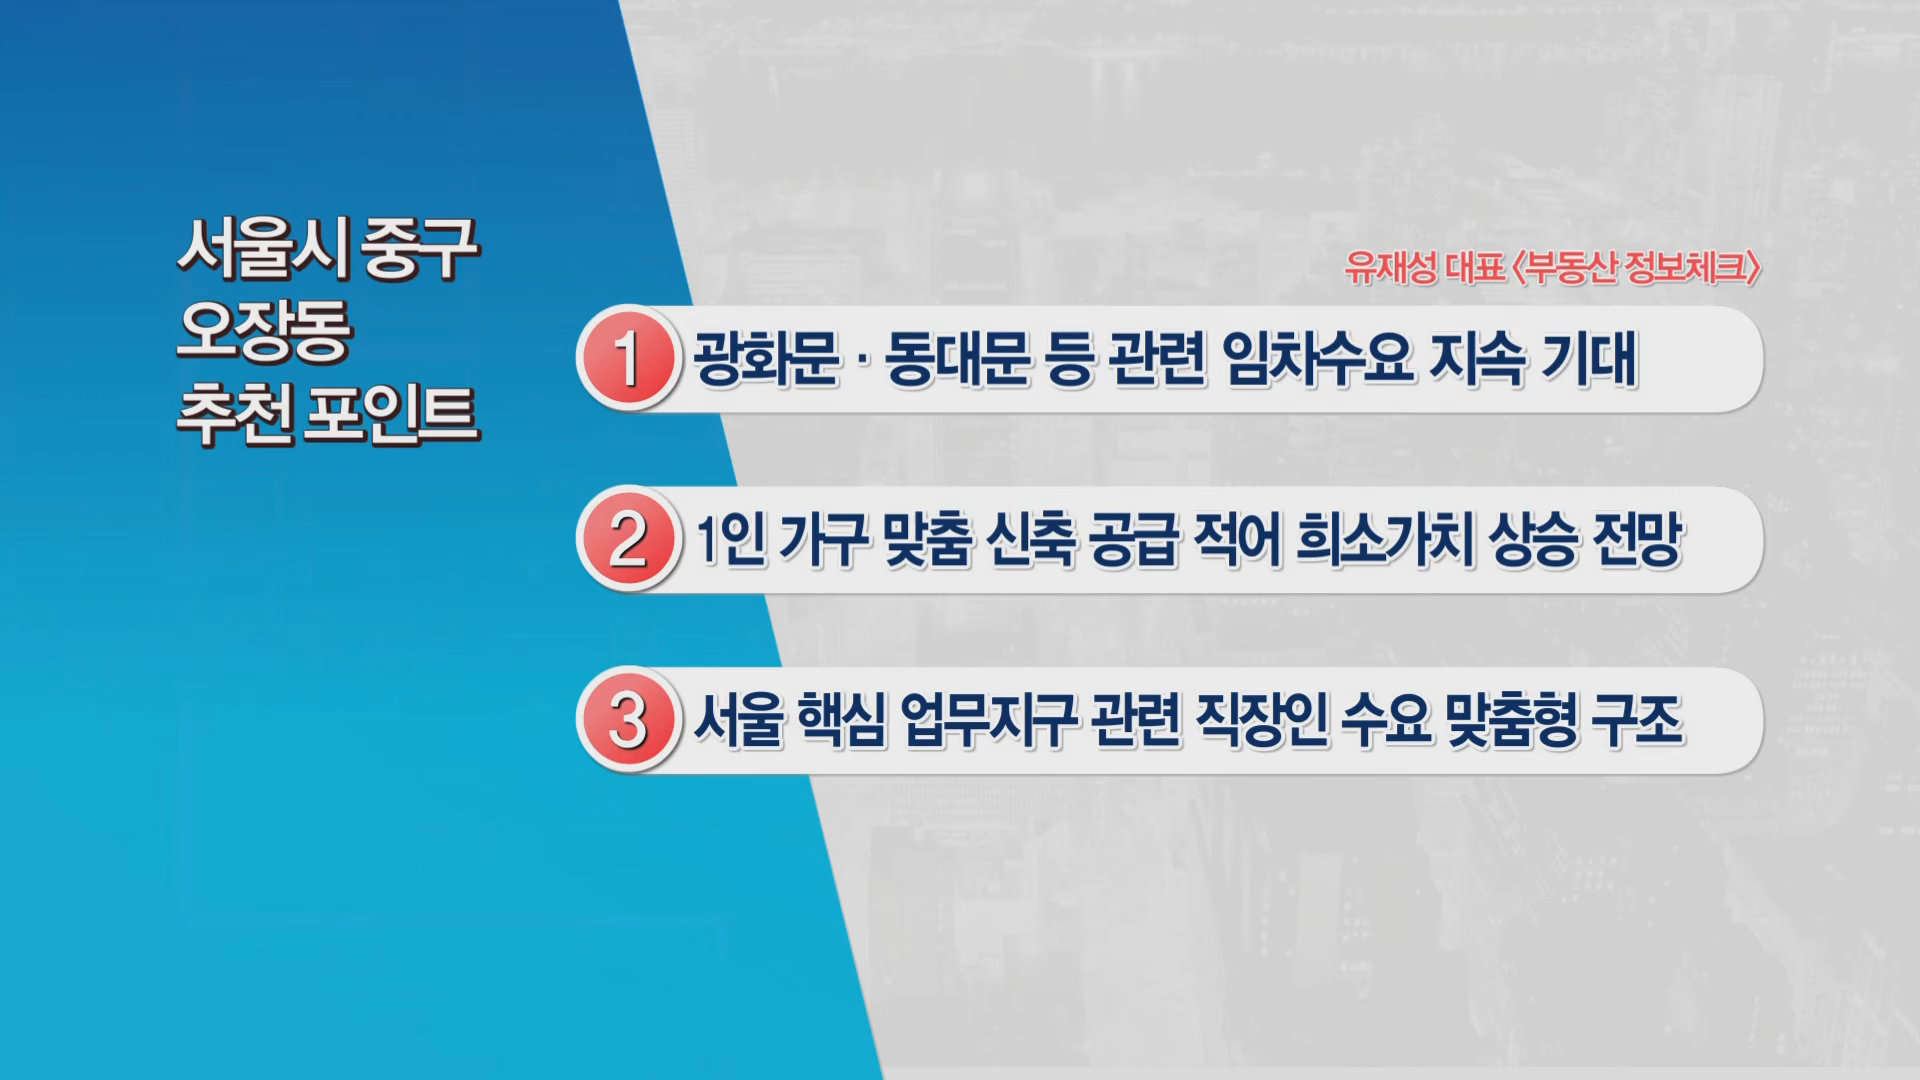 서울시 중구
오장동
추천 포인트
유재성 대표 <부동산 정보체크>
1 광화문 · 동대문 등 관련 임차수요 지속 기대
2 1인 가구 맞춤 신축 공급 적어 희소가치 상승 전망
3 서울 핵심 업무지구 관련 직장인 수요 맞춤형 구조